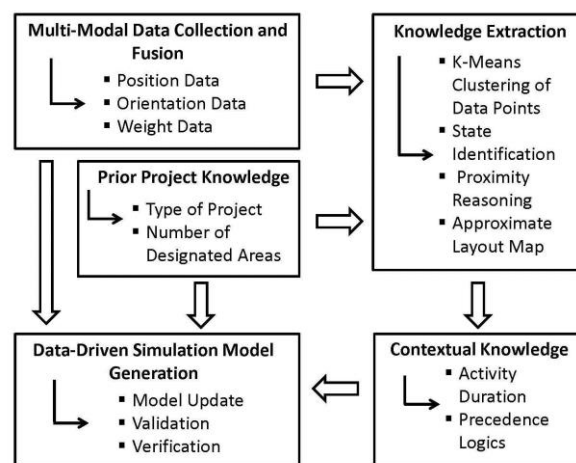 Multi-Modal Data Collection and
Fusion
▪ Position Data
▪ Orientation Data
▪ Weight Data
Prior Project Knowledge
▪ Type of Project
▪ Number of
Designated Areas
Knowledge Extraction
▪ K-Means
Clustering of
Data Points
▪ State
Identification
▪ Proximity
Reasoning
▪ Approximate
Layout Map
Contextual Knowledge
▪ Activity
Duration
▪ Precedence
Logics
Data-Driven Simulation Model
Generation
▪ Model Update
▪ Validation
▪ Verification